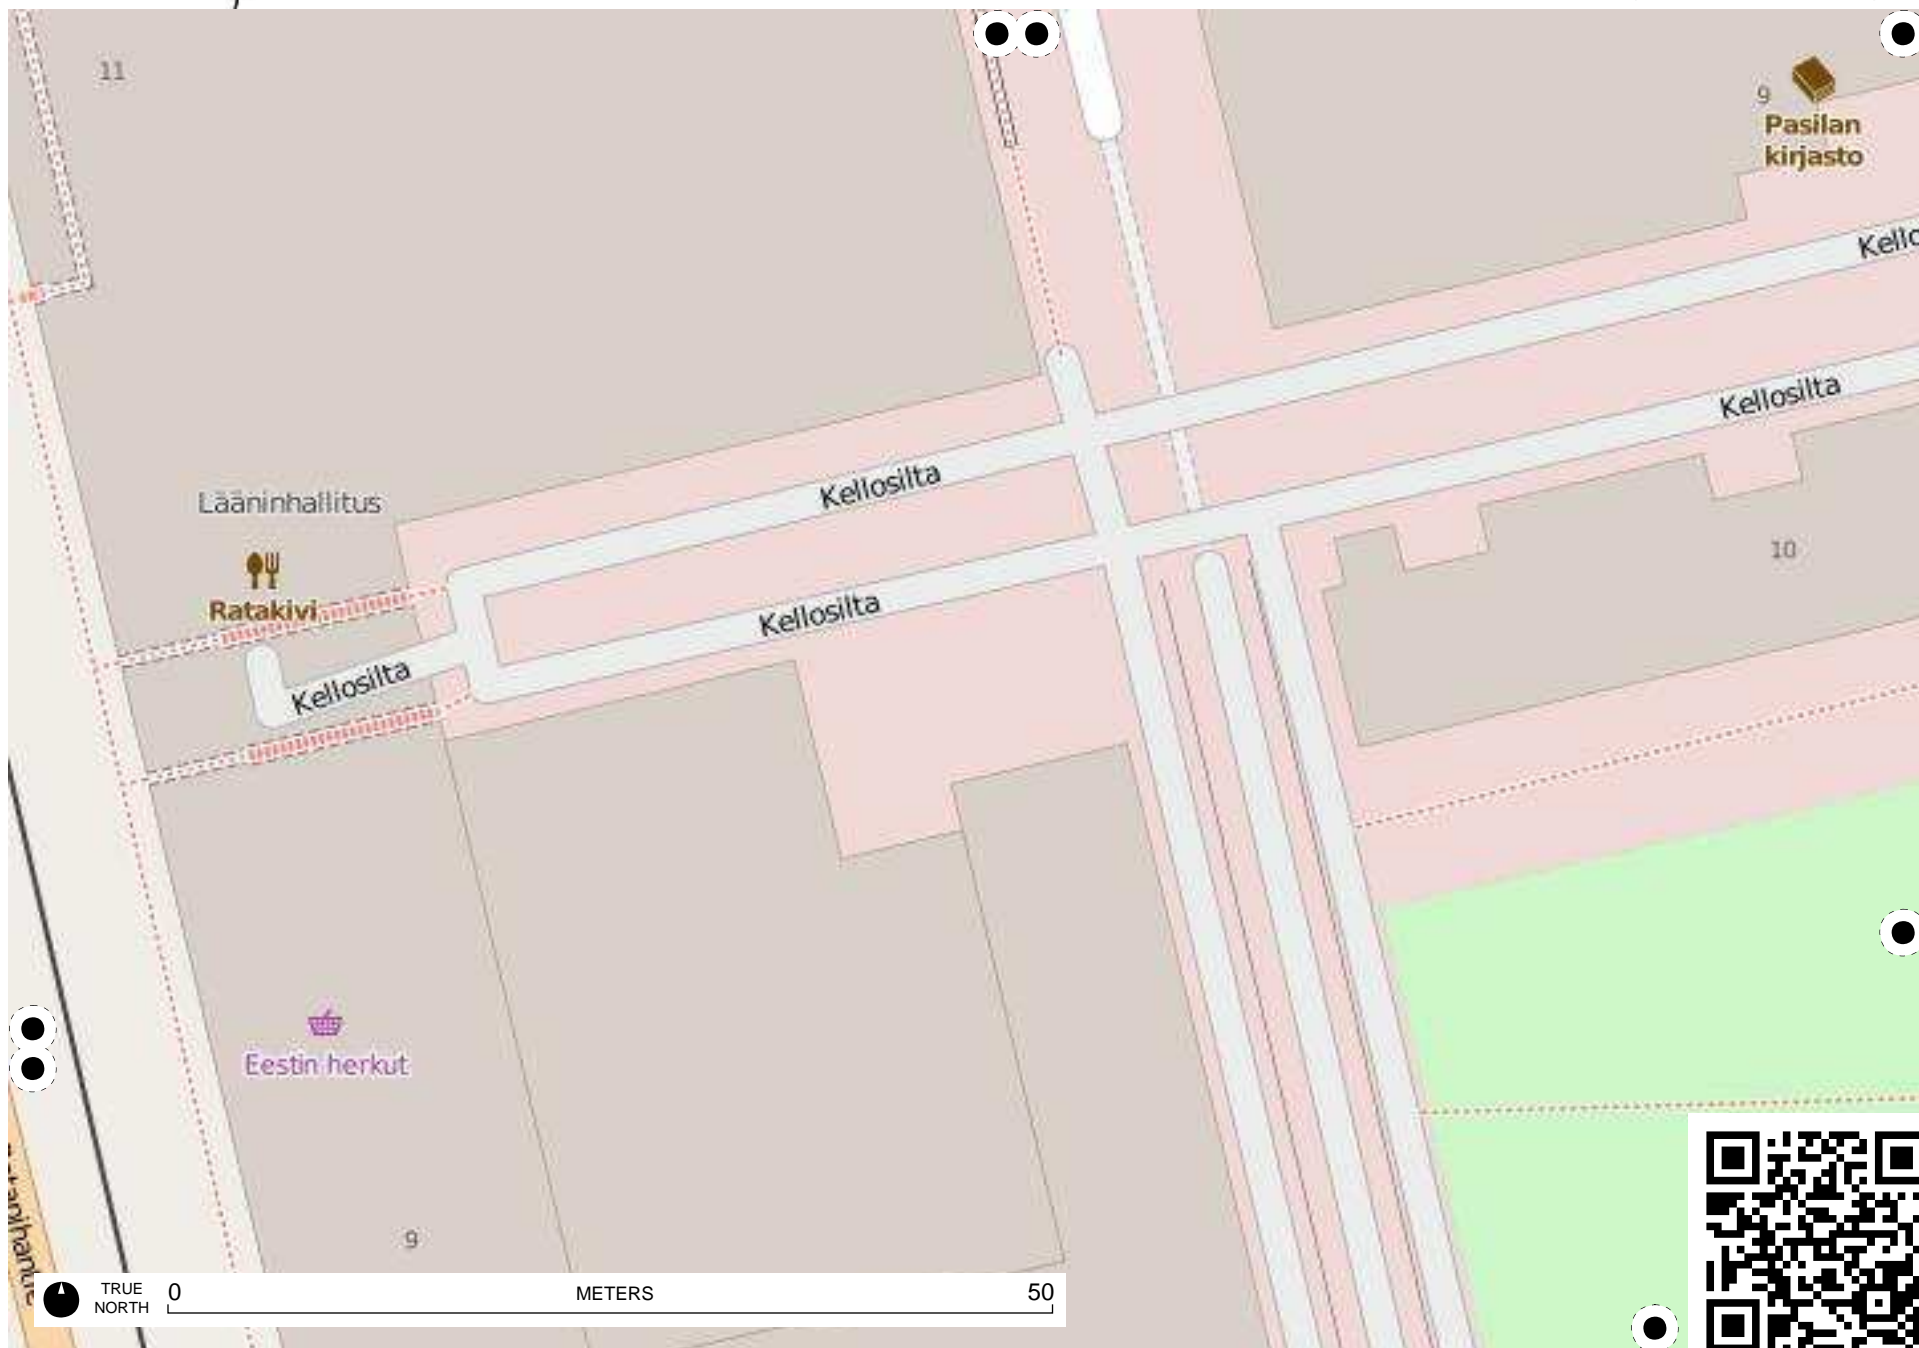 11
9
Pasilan
kirjasto
Kellosilta
Kellosilta
Lääninhallitus
Kellosilta
10
Ratakivi
Kellosilta
Eestin herkut
9
TRUE
NORTH
0
METERS
50